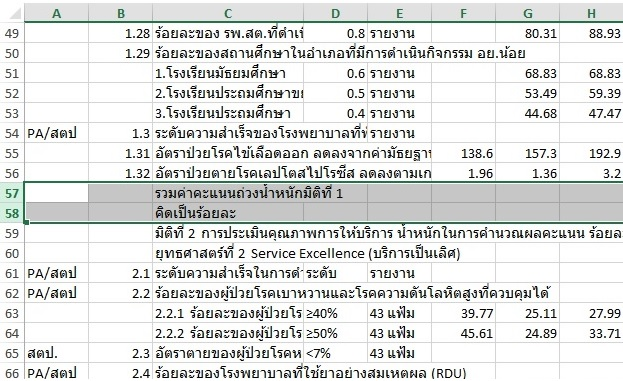 A B C D E F G H
49 1.28 ร้อยละของ รพ.สต.ที่ดำเนิ 0.8 รายงาน 80.31 88.93
50 1.29 ร้อยละของสถานศึกษาในอำเภอที่มีการดำเนินกิจกรรม อย.น้อย
51 1.โรงเรียนมัธยมศึกษา 0.6 รายงาน 68.83 68.83
52 2.โรงเรียนประถมศึกษาขย 0.5 รายงาน 53.49 59.39
53 3.โรงเรียนประถมศึกษา 0.4 รายงาน 44.68 47.47
54 PA/สตป 1.3 ระดับความสำเร็จของโรงพยาบาลที่ รายงาน
55 1.31 อัตราป่วยโรคไข้เลือดออก ลดลงจากค่ามัธยฐา 138.6 157.3 192.9
56 1.32 อัตราป่วยตายโรคเลปโตสไปโรซีส ลดลงตามเก 1.96 1.36 3.2
57 รวมค่าคะแนนถ่วงน้ำหนักมิติที่ 1
58 คิดเป็นร้อยละ
59 มิติที่ 2 การประเมินคุณภาพการให้บริการ น้ำหนักในการคำนวณผลคะแนน ร้อยล
60 ยุทธศาสตร์ที่ 2 Service Excellence (บริการเป็นเลิศ)
61 PA/สตป 2.1 ระดับความสำเร็จในการดำ ระดับ รายงาน
62 PA/สตป 2.2 ร้อยละของผู้ป่วยโรคเบาหวานและโรคความดันโลหิตสูงที่ควบคุมได้
63 2.2.1 ร้อยละของผู้ป่วยโร ≥40% 43 แฟ้ม 39.77 25.11 27.99
64 2.2.2 ร้อยละของผู้ป่วยโร ≥50% 43 แฟ้ม 45.61 24.89 33.71
65 สตป. 2.3 อัตราตายของผู้ป่วยโรคห <7% 43 แฟ้ม
66 PA/สตป 2.4 ร้อยละของโรงพยาบาลที่ใช้ยาอย่างสมเหตุผล (RDU)